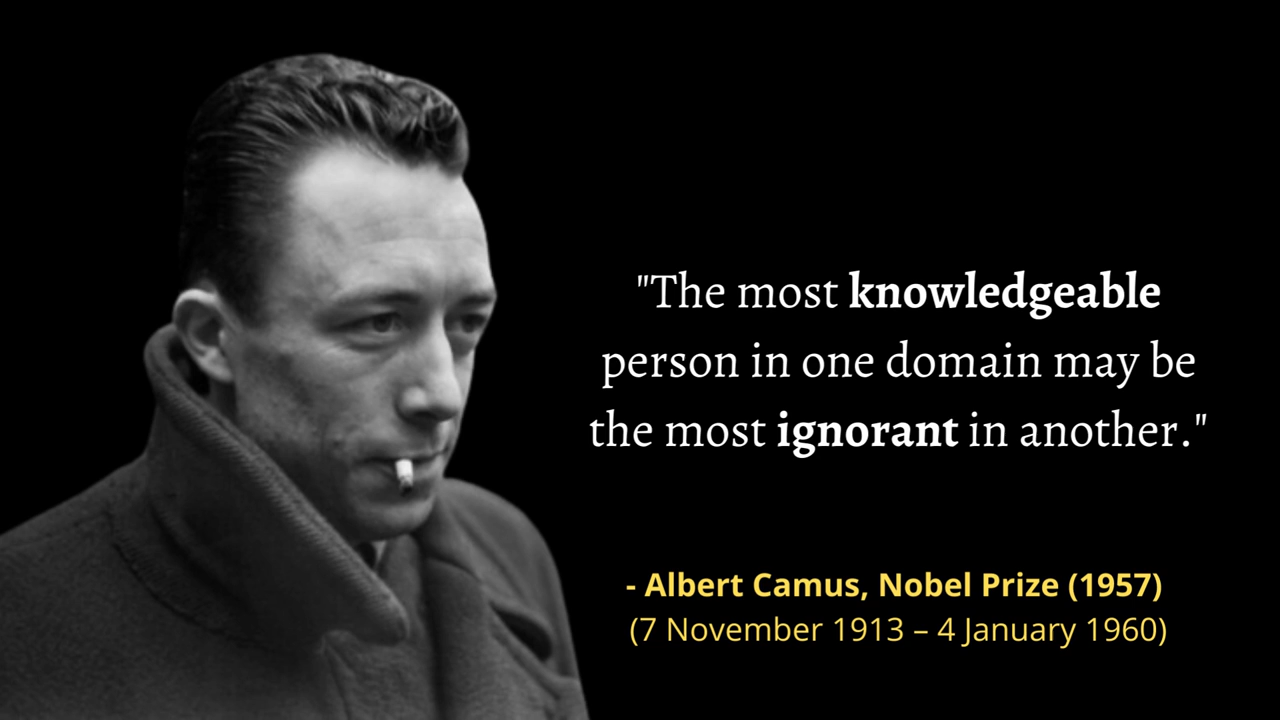 "The most knowledgeable
person in one domain may be
the most ignorant in another."
- Albert Camus, Nobel Prize (1957)
(7 November 1913 – 4 January 1960)